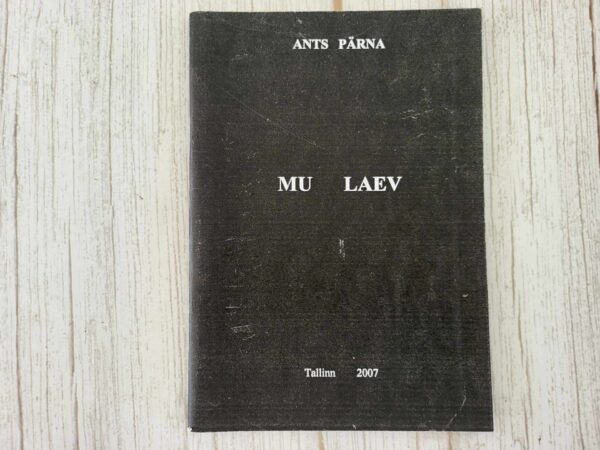 ANTS PÄRNA
MU LAEV
Tallinn 2007